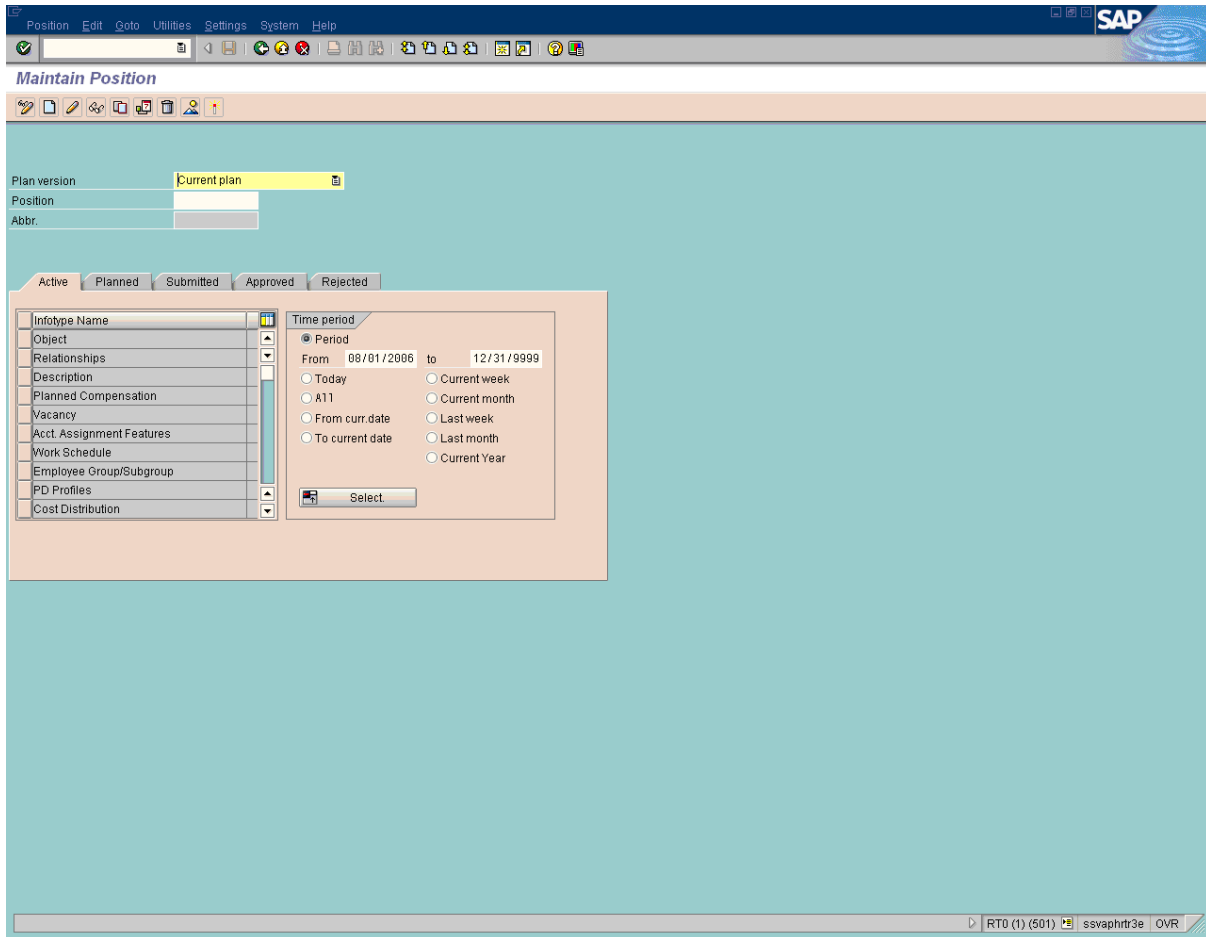 Position Edit Goto Utilities Settings System Help
SAP
Maintain Position
Plan version Current plan
Position
Abbr.
Active Planned Submitted Approved Rejected
Infotype Name
Object
Relationships
Description
Planned Compensation
Vacancy
Acct. Assignment Features
Work Schedule
Employee Group/Subgroup
PD Profiles
Cost Distribution
Time period
Period
From 08/01/2006 to 12/31/9999
Today Current week
All Current month
From curr.date Last week
To current date Last month
Current Year
Select.
RT0 (1) (501) ssvaphrtr3e OVR